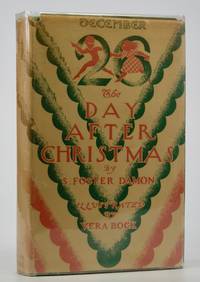 DECEMBER
26
The
DAY
AFTER
CHRISTMAS
By
S. FOSTER DAMON
ILLUSTRATED
BY
VERA BOCK